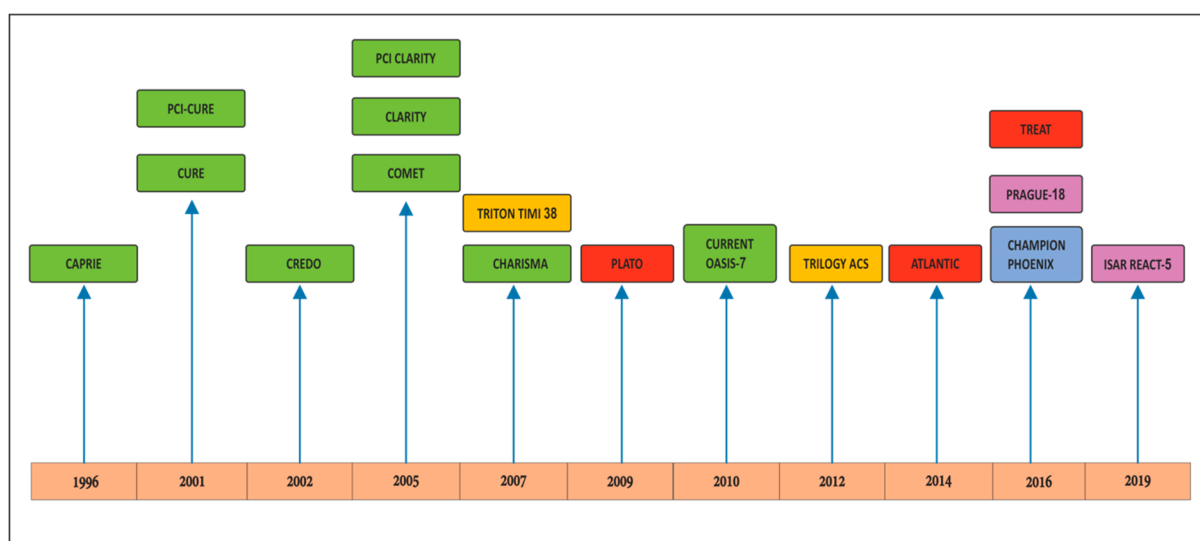 PCI CLARITY
PCI-CURE
CLARITY
TREAT
CURE
COMET
PRAGUE-18
TRITON TIMI 38
CAPRIE
CREDO
CHARISMA
PLATO
CURRENT
OASIS-7
TRILOGY ACS
ATLANTIC
CHAMPION
PHOENIX
ISAR REACT-5
1996
2001
2002
2005
2007
2009
2010
2012
2014
2016
2019